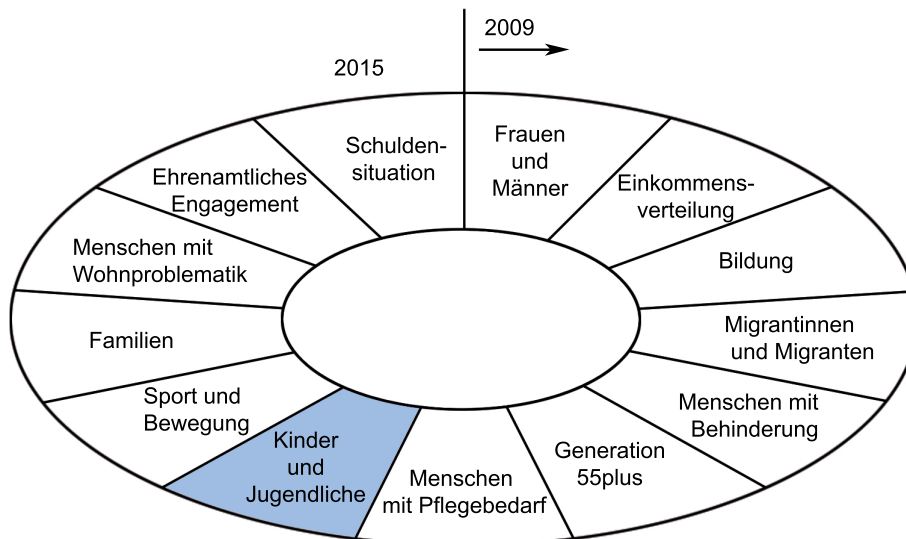 2009
2015
Frauen
und
Männer
Einkommens-
verteilung
Bildung
Migrantinnen
und Migranten
Menschen mit
Behinderung
Generation
55plus
Menschen
mit Pflegebedarf
Kinder
und
Jugendliche
Sport und
Bewegung
Familien
Menschen mit
Wohnproblematik
Ehrenamtliches
Engagement
Schulden-
situation